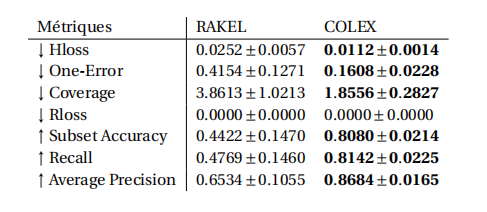 Métriques RAKEL COLEX
↓ Hloss 0.0252±0.0057 0.0112±0.0014
↓ One-Error 0.4154±0.1271 0.1608±0.0228
↓ Coverage 3.8613±1.0213 1.8556±0.2827
↓ Rloss 0.0000±0.0000 0.0000±0.0000
↑ Subset Accuracy 0.4422±0.1470 0.8080±0.0214
↑ Recall 0.4769±0.1460 0.8142±0.0225
↑ Average Precision 0.6534±0.1055 0.8684±0.0165